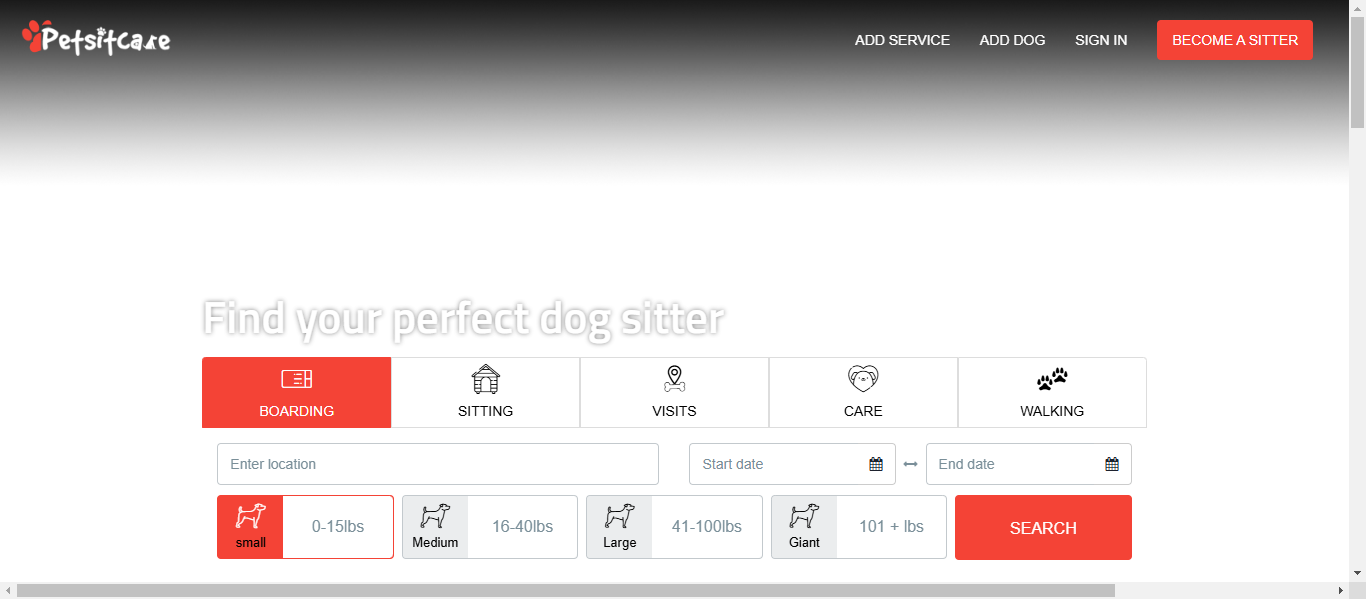 Petsitcare
ADD SERVICE
ADD DOG
SIGN IN
BECOME A SITTER
Find your perfect dog sitter
BOARDING
SITTING
VISITS
CARE
WALKING
Enter location
Start date
End date
small
0-15lbs
Medium
16-40lbs
Large
41-100lbs
Giant
101 + lbs
SEARCH